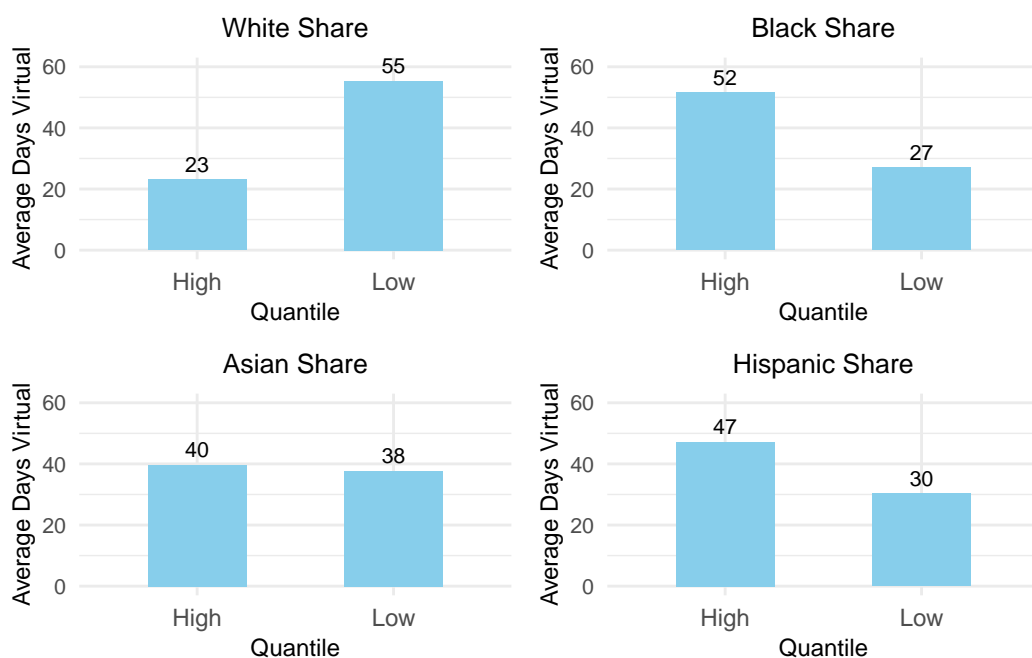 White Share
Average Days Virtual
60
40
20
0
23
55
High
Low
Quantile
Black Share
Average Days Virtual
60
40
20
0
52
27
High
Low
Quantile
Asian Share
Average Days Virtual
60
40
20
0
40
38
High
Low
Quantile
Hispanic Share
Average Days Virtual
60
40
20
0
47
30
High
Low
Quantile